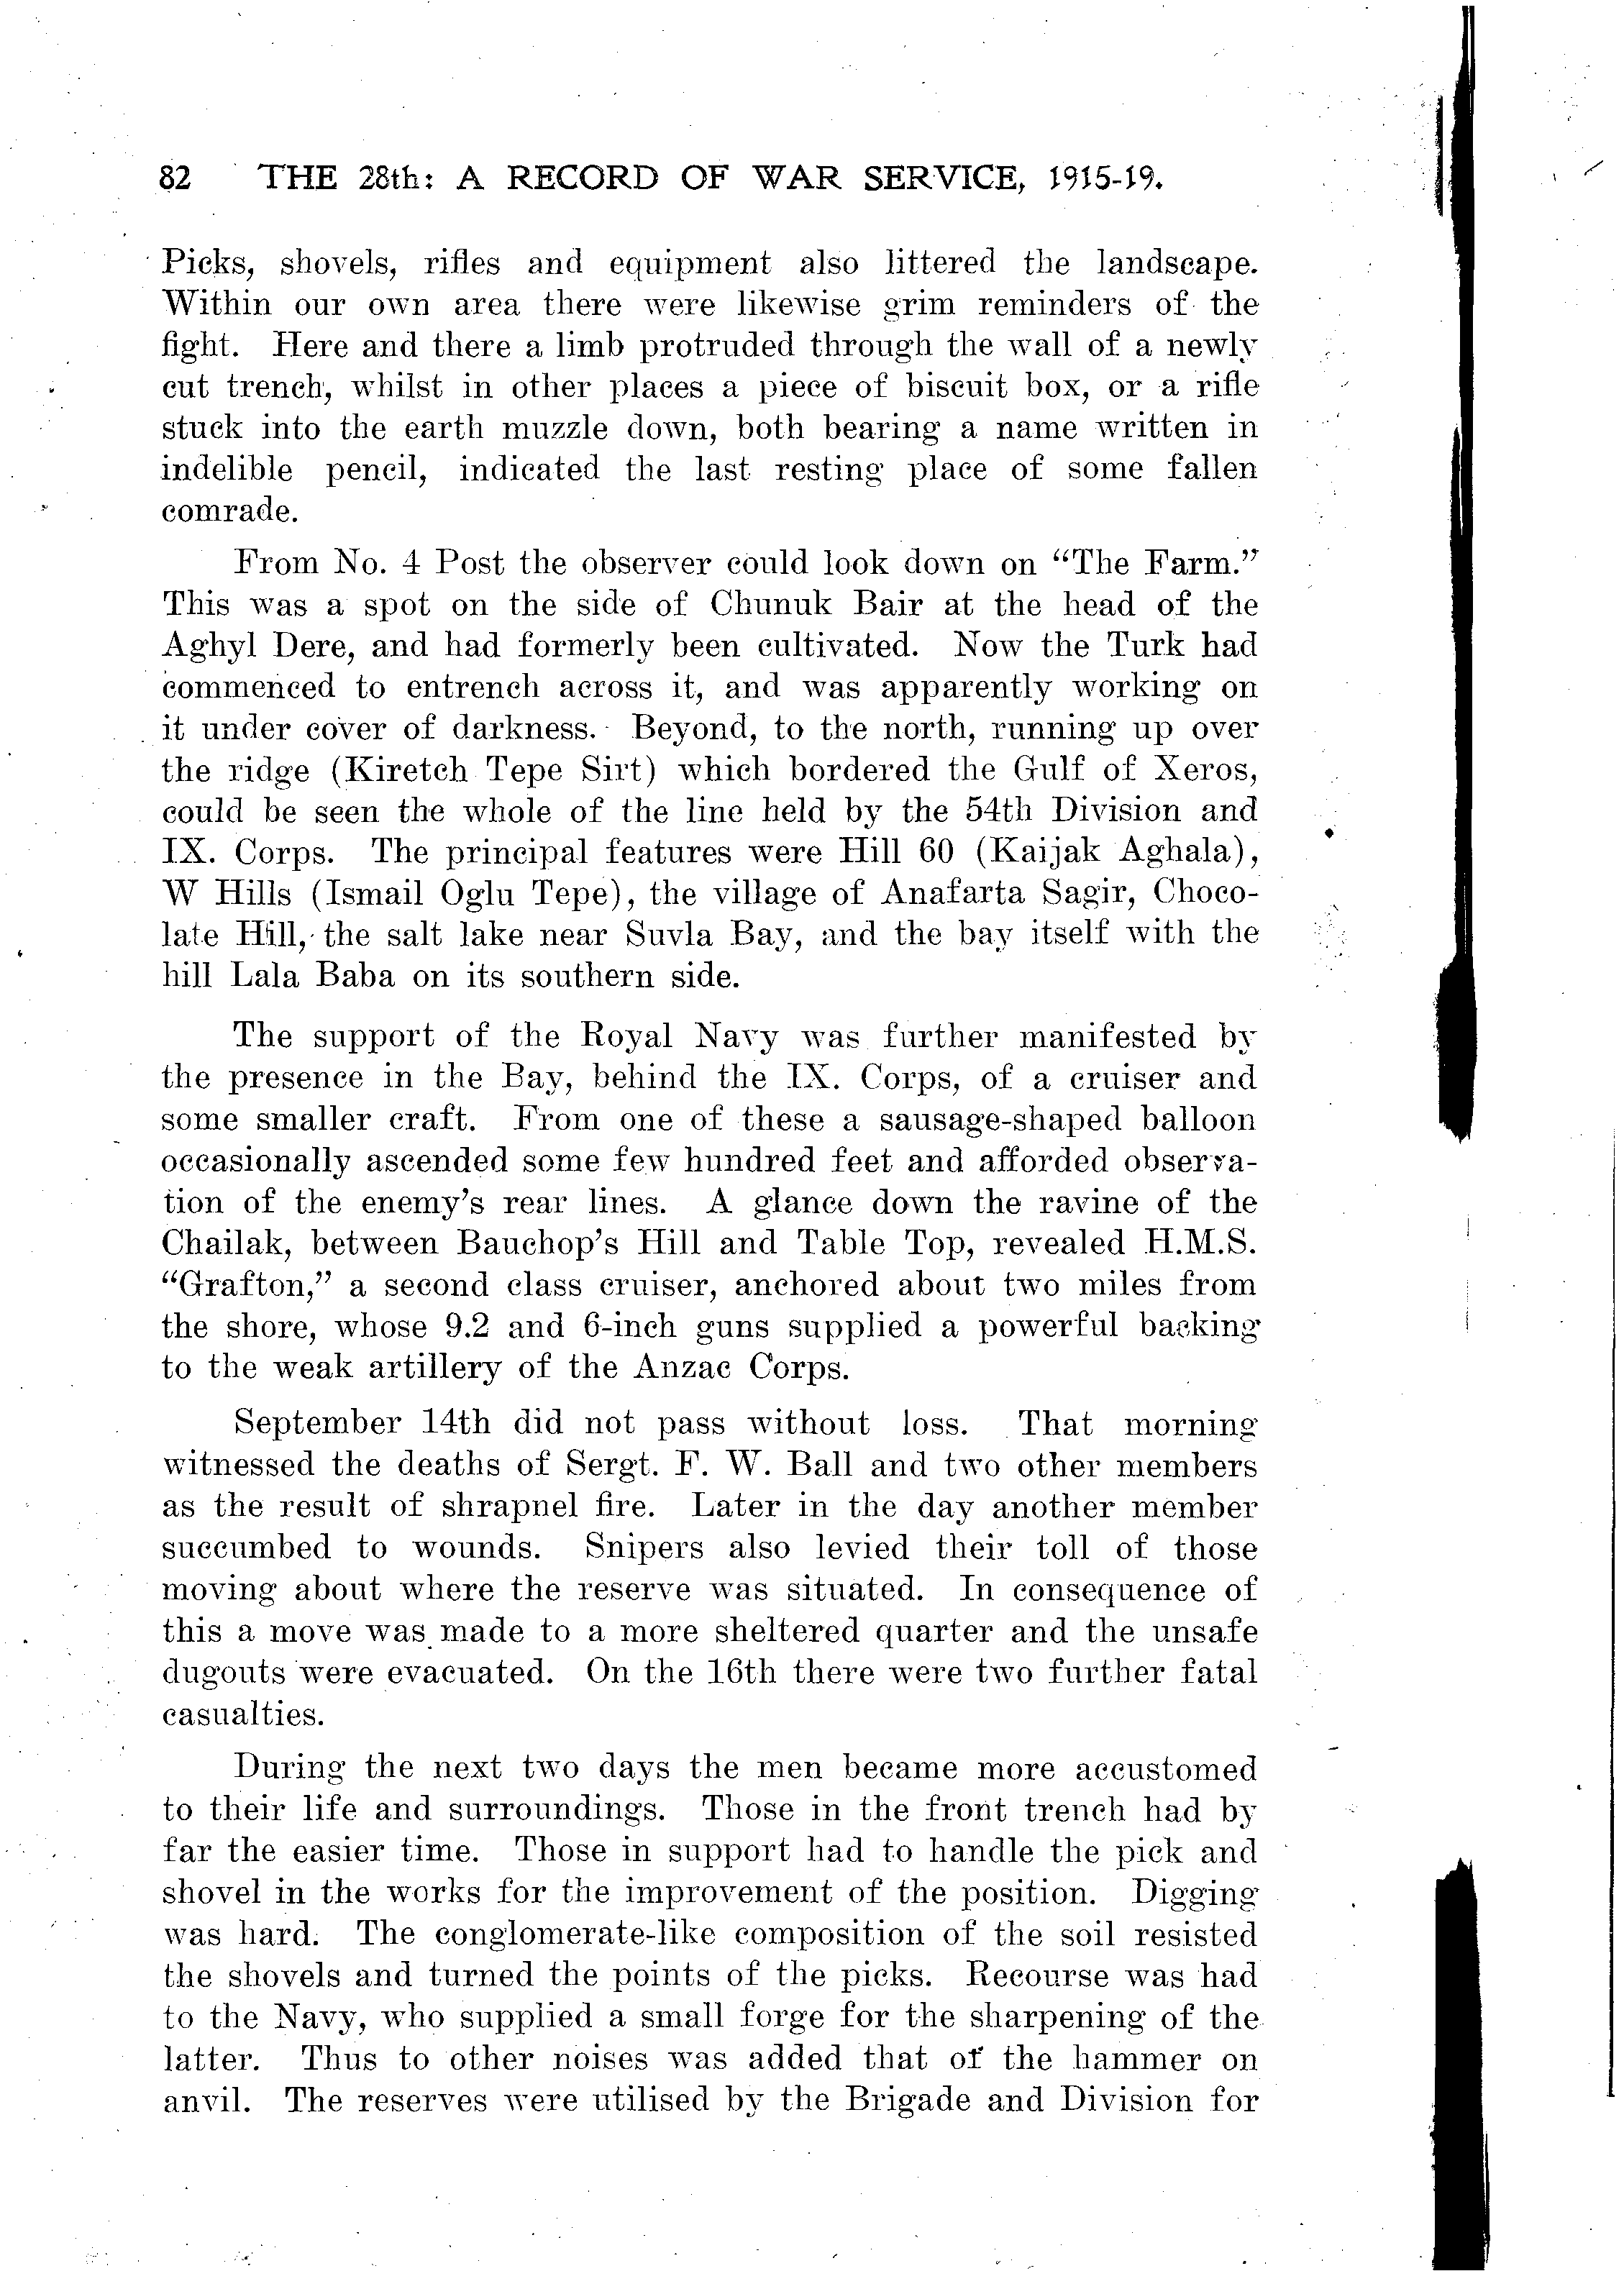 82 THE 28th: A RECORD OF WAR SERVICE, 1915-19.
Picks, shovels, rifles and equipment also littered the landscape.
Within our own area there were likewise grim reminders of the
fight. Here and there a limb protruded through the wall of a newly
cut trench, whilst in other places a piece of biscuit box, or a rifle
stuck into the earth muzzle down, both bearing a name written in
indelible pencil, indicated the last resting place of some fallen
comrade.
From No. 4 Post the observer could look down on “The Farm.”
This was a spot on the side of Chunuk Bair at the head of the
Aghyl Dere, and had formerly been cultivated. Now the Turk had
commenced to entrench across it, and was apparently working on
it under cover of darkness. Beyond, to the north, running up over
the ridge (Kiretch Tepe Sirt) which bordered the Gulf of Xeros,
could be seen the whole of the line held by the 54th Division and
IX. Corps. The principal features were Hill 60 (Kaijak Aghala),
W Hills (Ismail Oglu Tepe), the village of Anafarta Sagir, Choco-
late Hill, the salt lake near Suvla Bay, and the bay itself with the
hill Lala Baba on its southern side.
The support of the Royal Navy was further manifested by
the presence in the Bay, behind the IX. Corps, of a cruiser and
some smaller craft. From one of these a sausage-shaped balloon
occasionally ascended some few hundred feet and afforded observa-
tion of the enemy’s rear lines. A glance down the ravine of the
Chailak, between Bauchop’s Hill and Table Top, revealed H.M.S.
“Grafton,” a second class cruiser, anchored about two miles from
the shore, whose 9.2 and 6-inch guns supplied a powerful backing
to the weak artillery of the Anzac Corps.
September 14th did not pass without loss. That morning
witnessed the deaths of Sergt. F. W. Ball and two other members
as the result of shrapnel fire. Later in the day another member
succumbed to wounds. Snipers also levied their toll of those
moving about where the reserve was situated. In consequence of
this a move was made to a more sheltered quarter and the unsafe
dugouts were evacuated. On the 16th there were two further fatal
casualties.
During the next two days the men became more accustomed
to their life and surroundings. Those in the front trench had by
far the easier time. Those in support had to handle the pick and
shovel in the works for the improvement of the position. Digging
was hard. The conglomerate-like composition of the soil resisted
the shovels and turned the points of the picks. Recourse was had
to the Navy, who supplied a small forge for the sharpening of the
latter. Thus to other noises was added that of the hammer on
anvil. The reserves were utilised by the Brigade and Division for